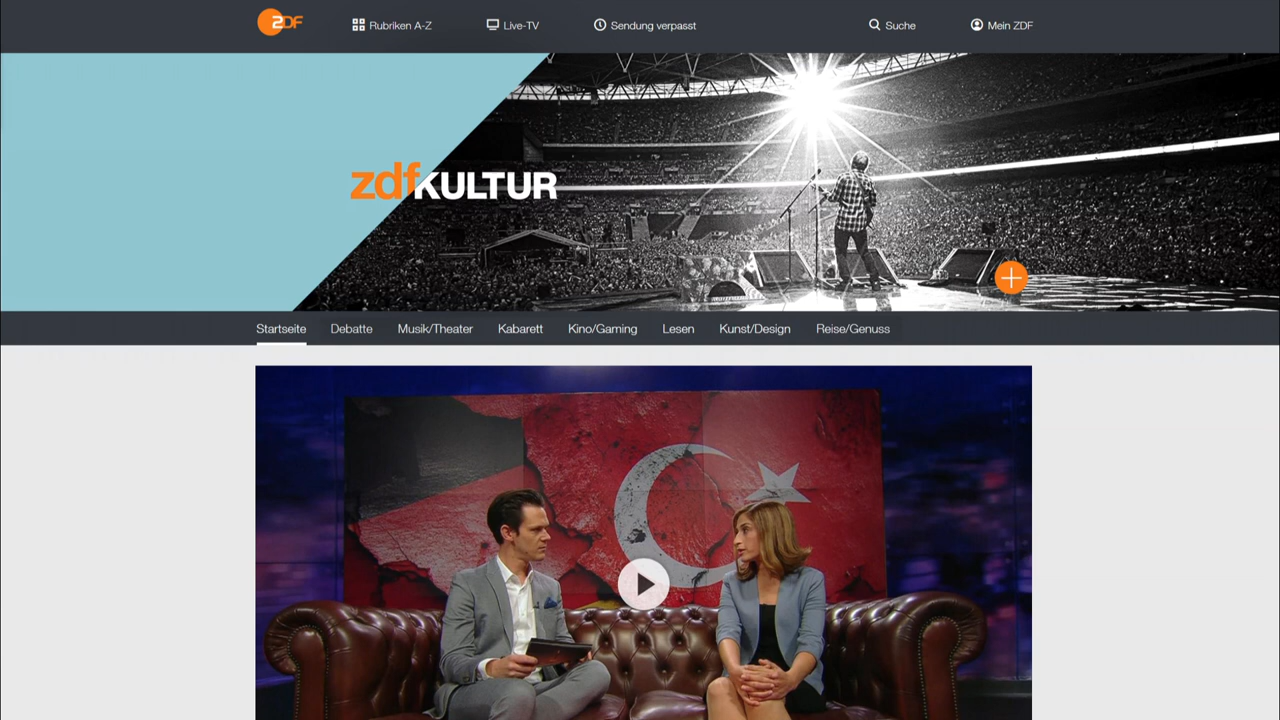 ZDF Rubriken A-Z Live-TV Sendung verpasst Suche Mein ZDF
zdfKULTUR
Startseite Debatte Musik/Theater Kabarett Kino/Gaming Lesen Kunst/Design Reise/Genuss